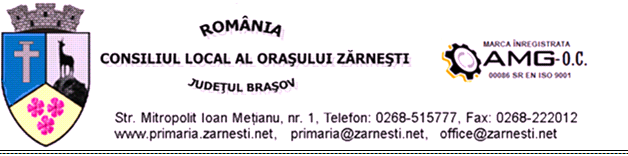 ROMÂNIA
CONSILIUL LOCAL AL ORAŞULUI ZĂRNEŞTI
JUDEŢUL BRAŞOV
MARCA ÎNREGISTRATA
AMG-O.C.
00086 SR EN ISO 9001
Str. Mitropolit Ioan Meţianu, nr. 1, Telefon: 0268-515777, Fax: 0268-222012
www.primaria.zarnesti.net, primaria@zarnesti.net, office@zarnesti.net